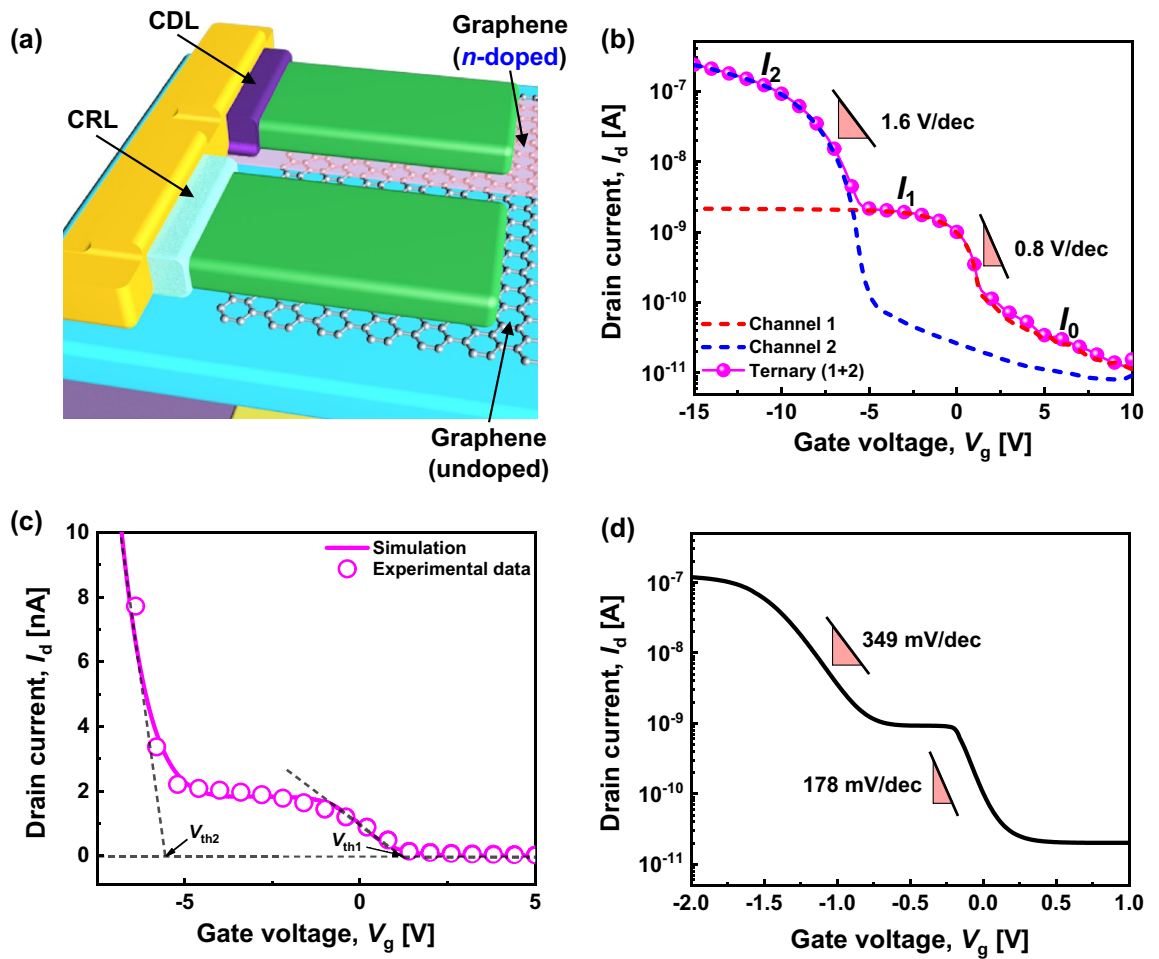 (a)
CDL
Graphene
(n-doped)
CRL
Graphene
(undoped)
(b)
Drain current, Id [A]
10-7
10-8
10-9
10-10
10-11
I2
1.6 V/dec
I1
0.8 V/dec
I0
Channel 1
Channel 2
Ternary (1+2)
-15 -10 -5 0 5 10
Gate voltage, Vg [V]
(c)
Drain current, Id [nA]
10
8
6
4
2
0
Simulation
Experimental data
Vth2
Vth1
-5 0 5
Gate voltage, Vg [V]
(d)
Drain current, Id [A]
10-7
10-8
10-9
10-10
10-11
349 mV/dec
178 mV/dec
-2.0 -1.5 -1.0 -0.5 0.0 0.5 1.0
Gate voltage, Vg [V]